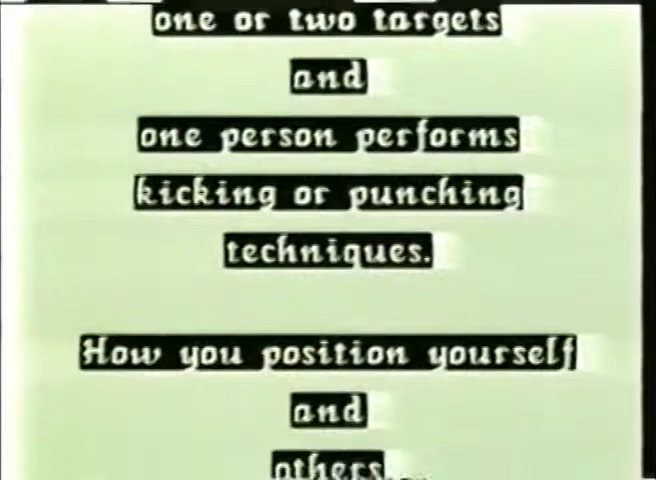 one or two targets
and
one person performs
kicking or punching
techniques.
How you position yourself
and
others